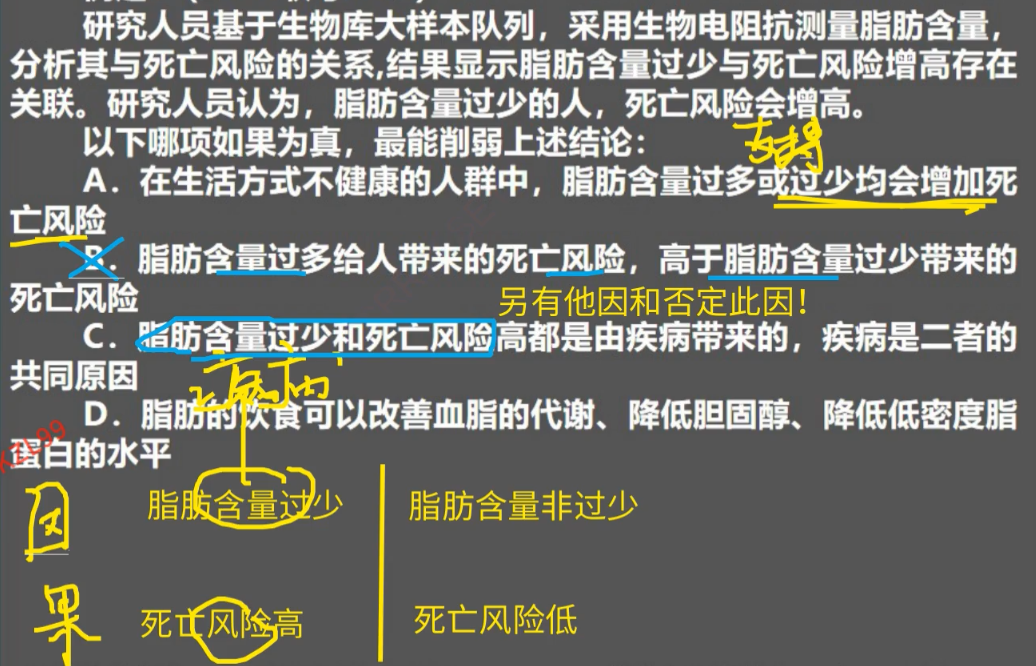 研究人员基于生物库大样本队列，采用生物电阻抗测量脂肪含量，
分析其与死亡风险的关系,结果显示脂肪含量过少与死亡风险增高存在
关联。研究人员认为，脂肪含量过少的人，死亡风险会增高。
以下哪项如果为真，最能削弱上述结论：
支持
A．在生活方式不健康的人群中，脂肪含量过多或过少均会增加死
亡风险
B．脂肪含量过多给人带来的死亡风险，高于脂肪含量过少带来的
死亡风险
另有他因和否定此因！
C．脂肪含量过少和死亡风险高都是由疾病带来的，疾病是二者的
共同原因
D．脂肪的饮食可以改善血脂的代谢、降低胆固醇、降低低密度脂
蛋白的水平
KZL99
因 脂肪含量过少 脂肪含量非过少
果 死亡风险高 死亡风险低